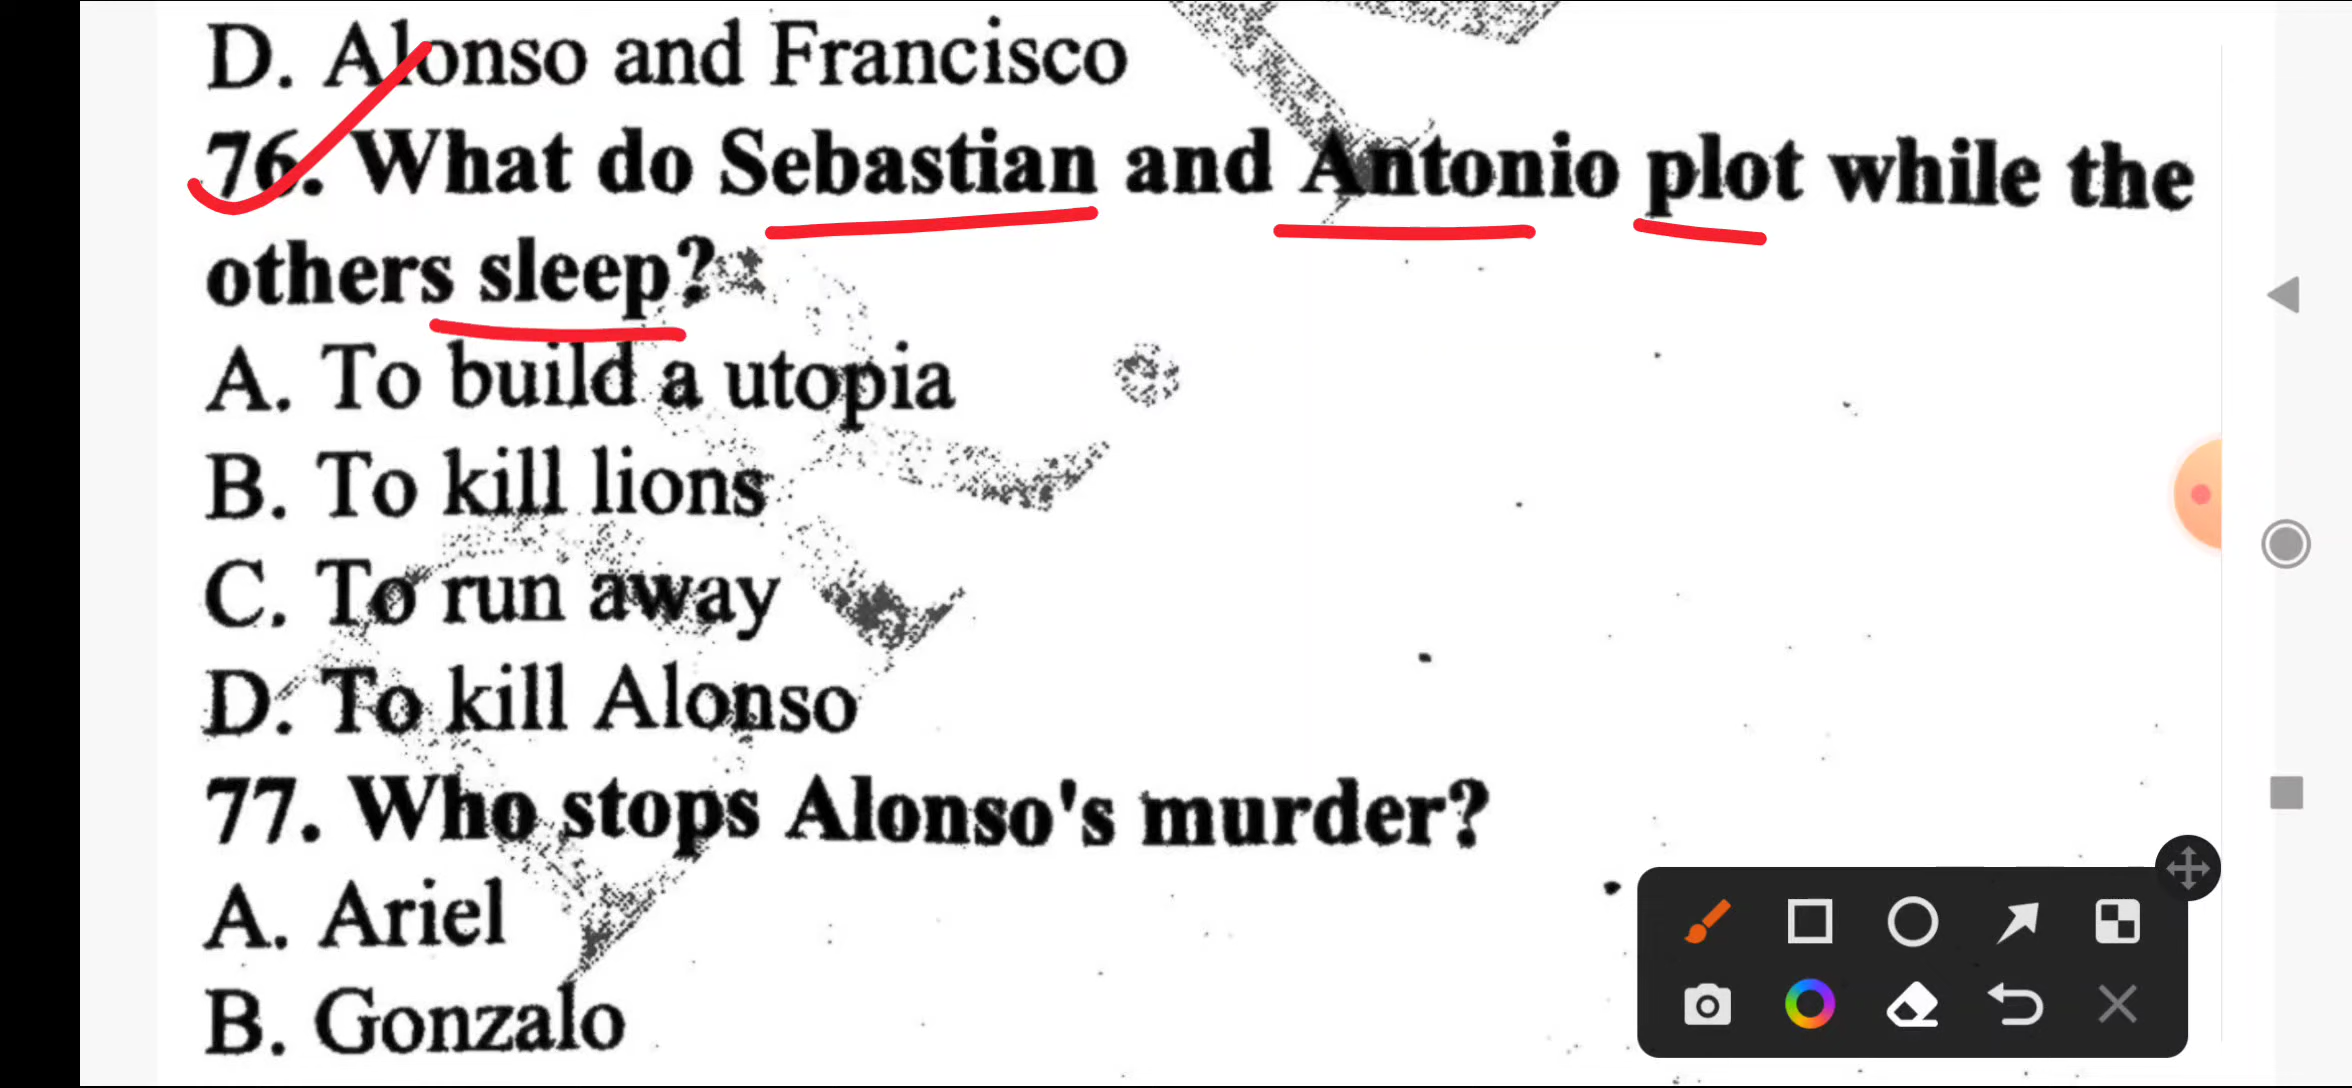 D. Alonso and Francisco
76. What do Sebastian and Antonio plot while the
others sleep?
A. To build a utopia
B. To kill lions
C. To run away
D. To kill Alonso
77. Who stops Alonso's murder?
A. Ariel
B. Gonzalo